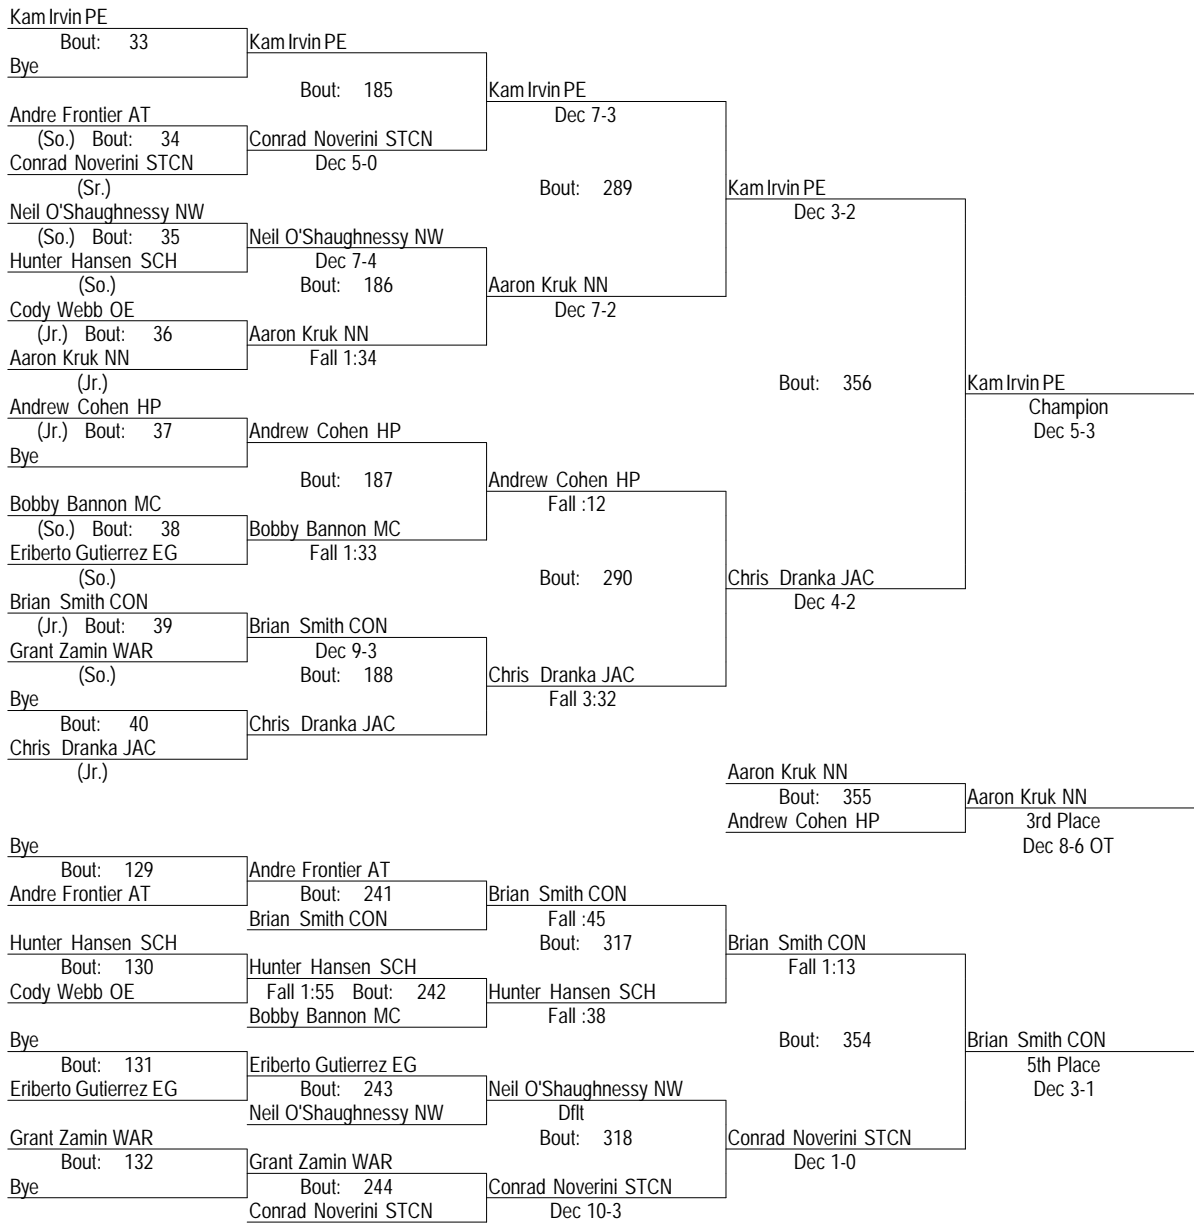 Kam Irvin PE
Bout: 33
Kam Irvin PE
Bye
Bout: 185
Kam Irvin PE
Andre Frontier AT
Dec 7-3
(So.) Bout: 34
Conrad Noverini STCN
Conrad Noverini STCN
Dec 5-0
(Sr.)
Bout: 289
Kam Irvin PE
Neil O'Shaughnessy NW
Dec 3-2
(So.) Bout: 35
Neil O'Shaughnessy NW
Hunter Hansen SCH
Dec 7-4
(So.)
Bout: 186
Aaron Kruk NN
Cody Webb OE
Dec 7-2
(Jr.) Bout: 36
Aaron Kruk NN
Aaron Kruk NN
Fall 1:34
(Jr.)
Bout: 356
Kam Irvin PE
Andrew Cohen HP
Champion
(Jr.) Bout: 37
Andrew Cohen HP
Dec 5-3
Bye
Bout: 187
Andrew Cohen HP
Bobby Bannon MC
Fall :12
(So.) Bout: 38
Bobby Bannon MC
Eriberto Gutierrez EG
Fall 1:33
(So.)
Bout: 290
Chris Dranka JAC
Brian Smith CON
Dec 4-2
(Jr.) Bout: 39
Brian Smith CON
Grant Zamin WAR
Dec 9-3
(So.)
Bout: 188
Chris Dranka JAC
Bye
Fall 3:32
Bout: 40
Chris Dranka JAC
Chris Dranka JAC
(Jr.)
Aaron Kruk NN
Bout: 355
Aaron Kruk NN
Andrew Cohen HP
3rd Place
Dec 8-6 OT
Bye
Bout: 129
Andre Frontier AT
Andre Frontier AT
Bout: 241
Brian Smith CON
Brian Smith CON
Fall :45
Hunter Hansen SCH
Bout: 317
Brian Smith CON
Bout: 130
Hunter Hansen SCH
Fall 1:13
Cody Webb OE
Fall 1:55 Bout: 242
Hunter Hansen SCH
Bobby Bannon MC
Fall :38
Bye
Bout: 354
Brian Smith CON
Bout: 131
Eriberto Gutierrez EG
5th Place
Eriberto Gutierrez EG
Bout: 243
Neil O'Shaughnessy NW
Dec 3-1
Neil O'Shaughnessy NW
Dflt
Grant Zamin WAR
Bout: 318
Conrad Noverini STCN
Bout: 132
Grant Zamin WAR
Dec 1-0
Bye
Bout: 244
Conrad Noverini STCN
Conrad Noverini STCN
Dec 10-3